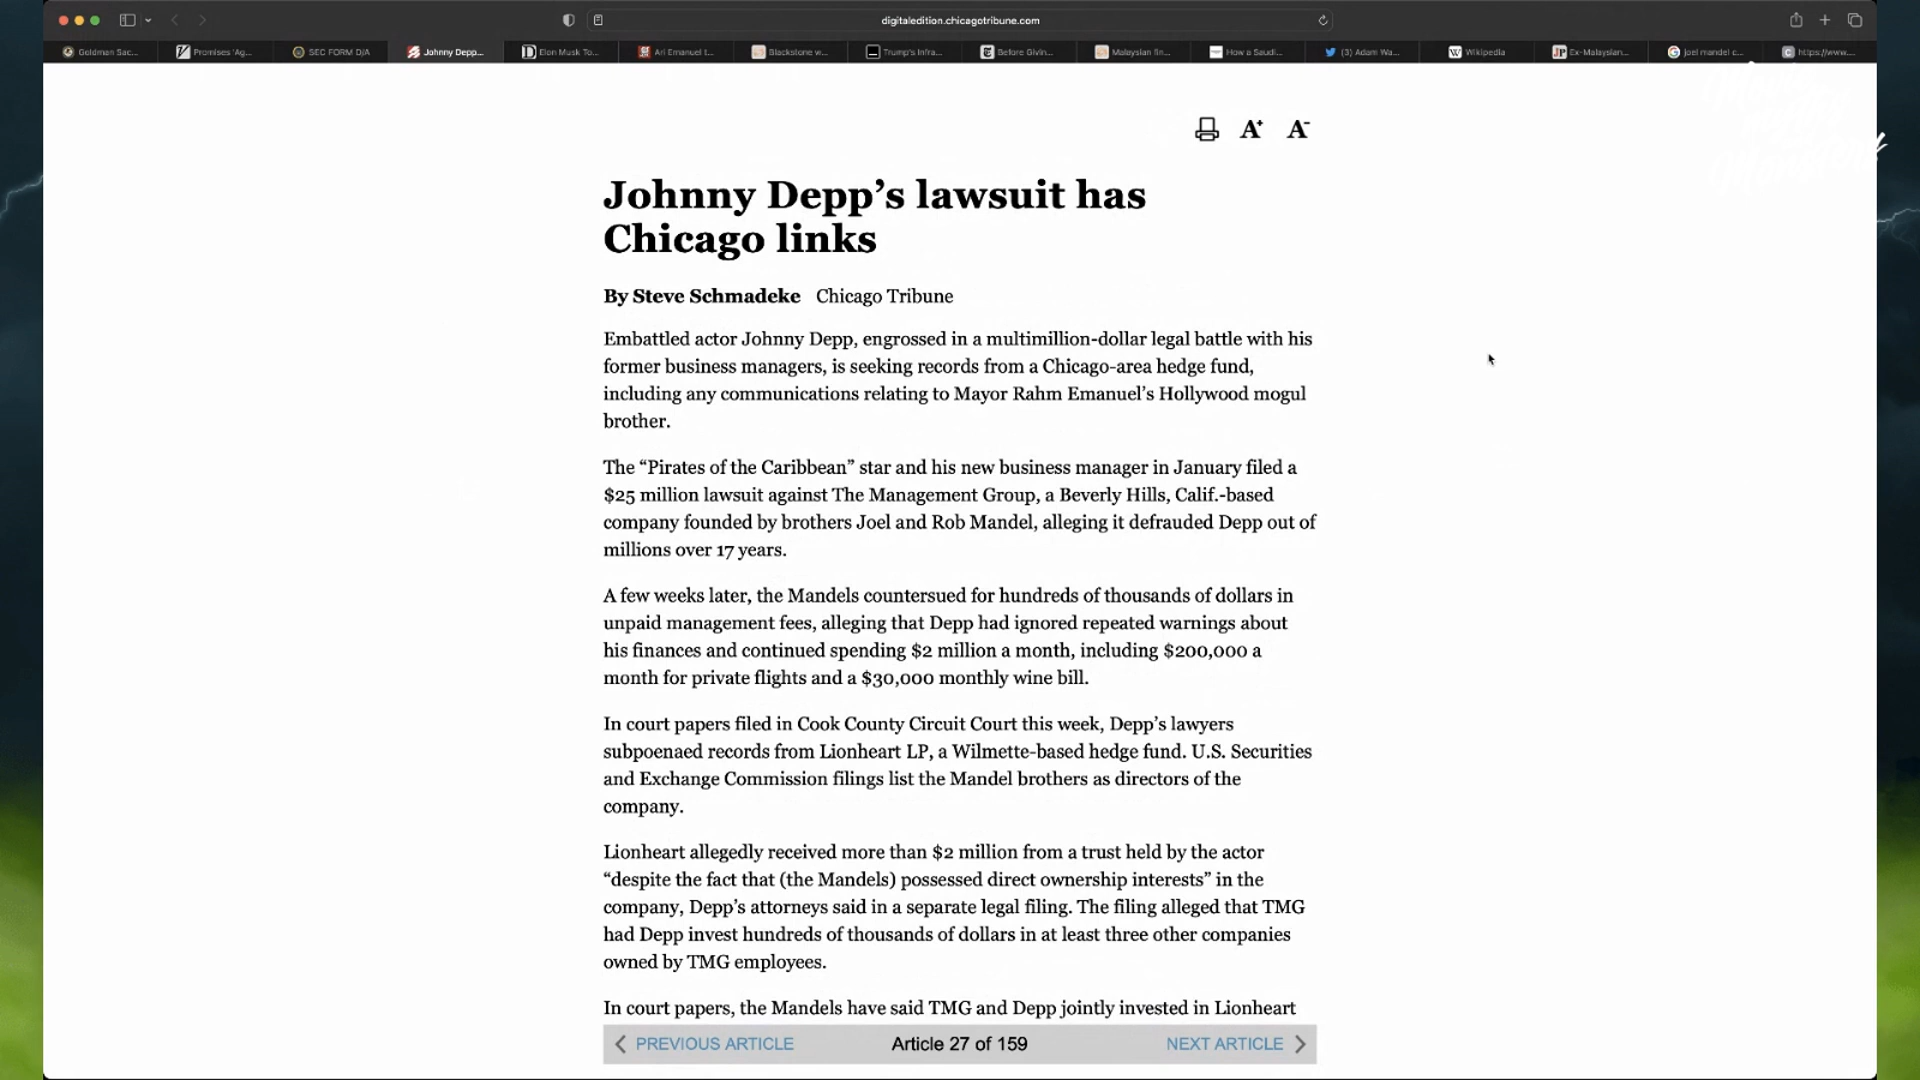 digitaledition.chicagotribune.com
Goldman Sac...
Promises 'Ag...
SEC FORM D/A
Johnny Depp...
Elon Musk To...
Ari Emanuel t...
Blackstone w...
Trump's Infra...
Before Givin...
Malaysian fin...
How a Saudi...
(3) Adam Wa...
Wikipedia
Ex-Malaysian...
joel mandel c...
https://www....
A+ A-
Johnny Depp’s lawsuit has
Chicago links
By Steve Schmadeke Chicago Tribune
Embattled actor Johnny Depp, engrossed in a multimillion-dollar legal battle with his
former business managers, is seeking records from a Chicago-area hedge fund,
including any communications relating to Mayor Rahm Emanuel’s Hollywood mogul
brother.
The “Pirates of the Caribbean” star and his new business manager in January filed a
$25 million lawsuit against The Management Group, a Beverly Hills, Calif.-based
company founded by brothers Joel and Rob Mandel, alleging it defrauded Depp out of
millions over 17 years.
A few weeks later, the Mandels countersued for hundreds of thousands of dollars in
unpaid management fees, alleging that Depp had ignored repeated warnings about
his finances and continued spending $2 million a month, including $200,000 a
month for private flights and a $30,000 monthly wine bill.
In court papers filed in Cook County Circuit Court this week, Depp’s lawyers
subpoenaed records from Lionheart LP, a Wilmette-based hedge fund. U.S. Securities
and Exchange Commission filings list the Mandel brothers as directors of the
company.
Lionheart allegedly received more than $2 million from a trust held by the actor
“despite the fact that (the Mandels) possessed direct ownership interests” in the
company, Depp’s attorneys said in a separate legal filing. The filing alleged that TMG
had Depp invest hundreds of thousands of dollars in at least three other companies
owned by TMG employees.
In court papers, the Mandels have said TMG and Depp jointly invested in Lionheart
PREVIOUS ARTICLE Article 27 of 159 NEXT ARTICLE